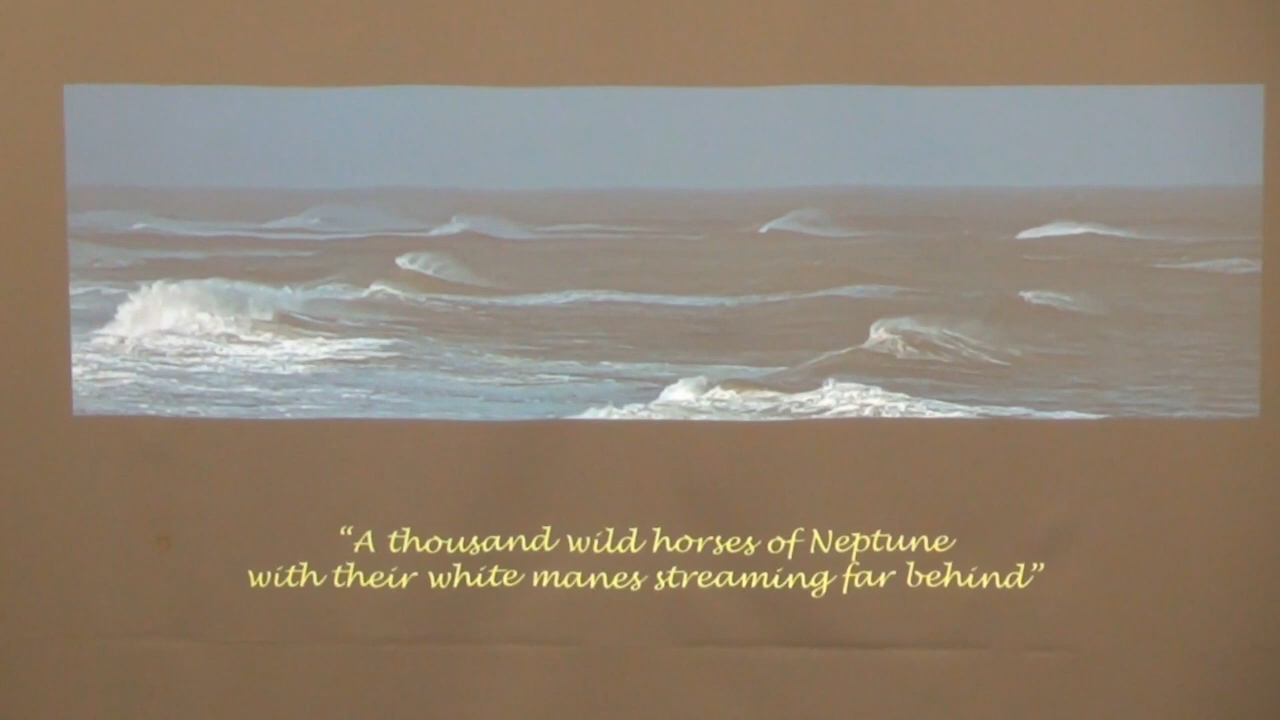 “A thousand wild horses of Neptune
with their white manes streaming far behind”